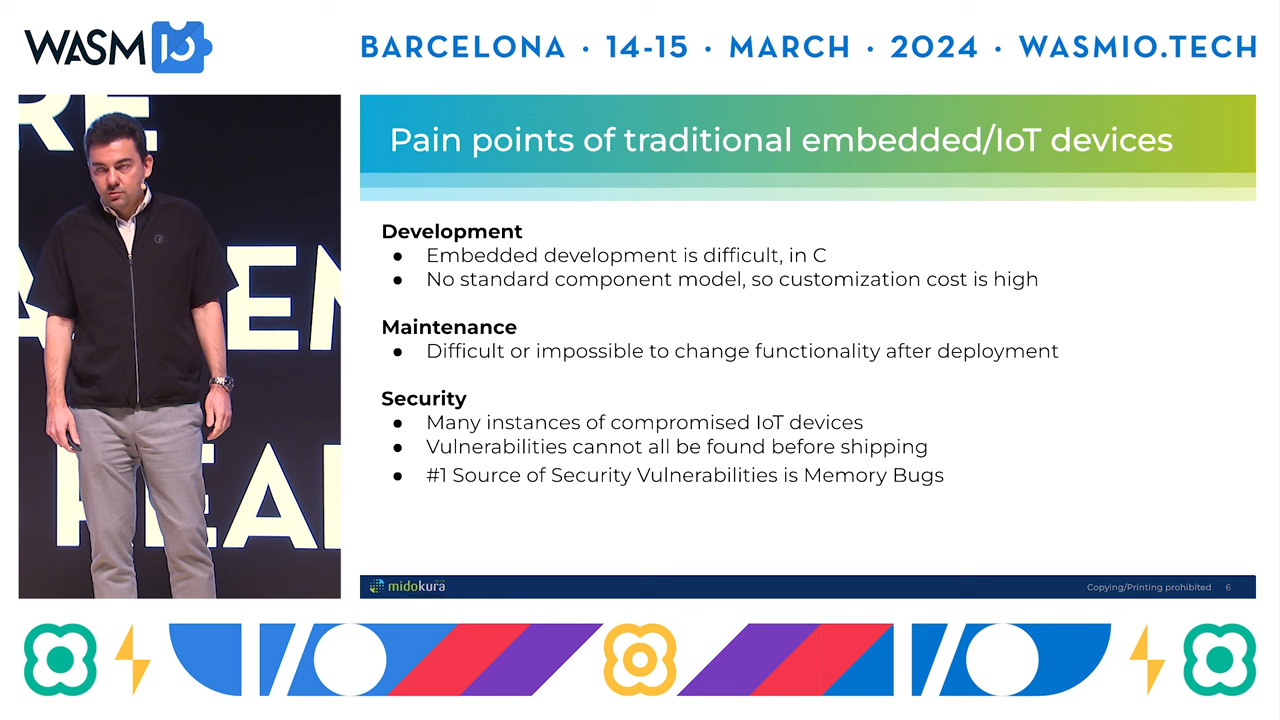 WASM IO
BARCELONA · 14-15 · MARCH · 2024 · WASMIO.TECH
Pain points of traditional embedded/IoT devices
Development
● Embedded development is difficult, in C
● No standard component model, so customization cost is high
Maintenance
● Difficult or impossible to change functionality after deployment
Security
● Many instances of compromised IoT devices
● Vulnerabilities cannot all be found before shipping
● #1 Source of Security Vulnerabilities is Memory Bugs
midokura
Copying/Printing prohibited 6